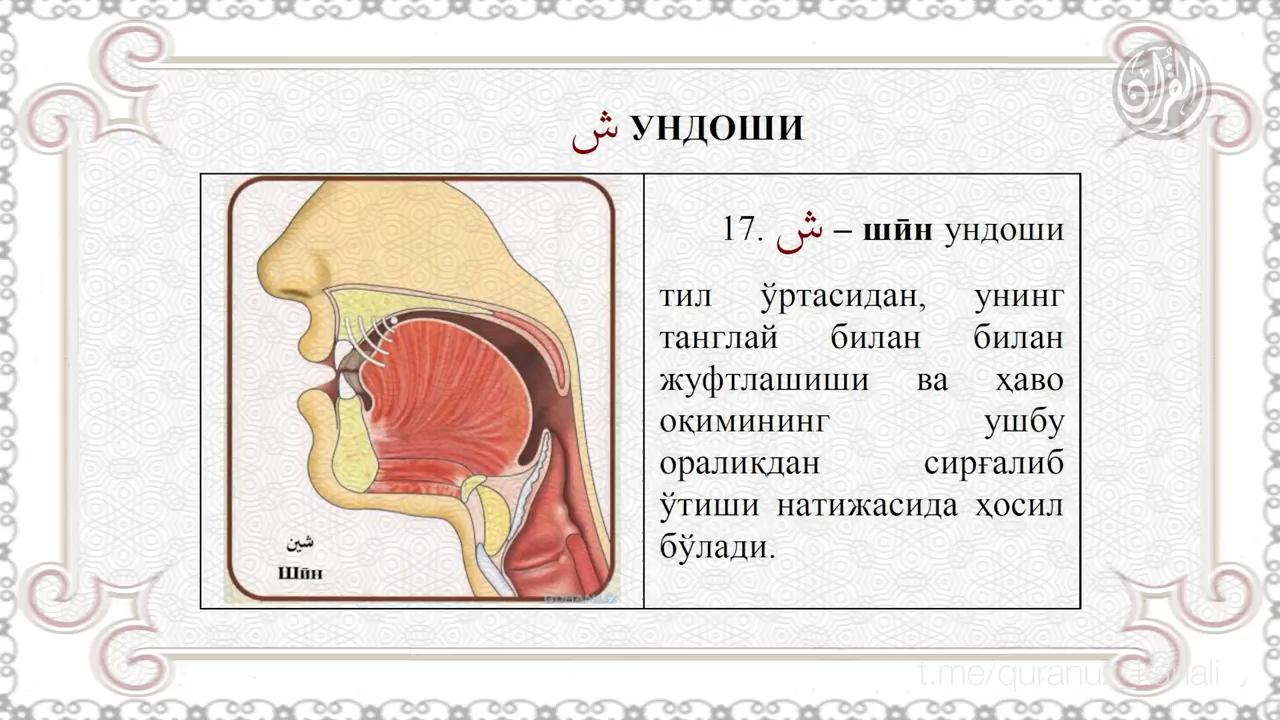 ش УНДОШИ
17. ش – шӣн ундоши
тил ўртасидан, унинг
танглай билан билан
жуфтлашиши ва ҳаво
оқимининг ушбу
оралиқдан сирғалиб
ўтиши натижасида ҳосил
бўлади.
شين
Шӣн
القرآن